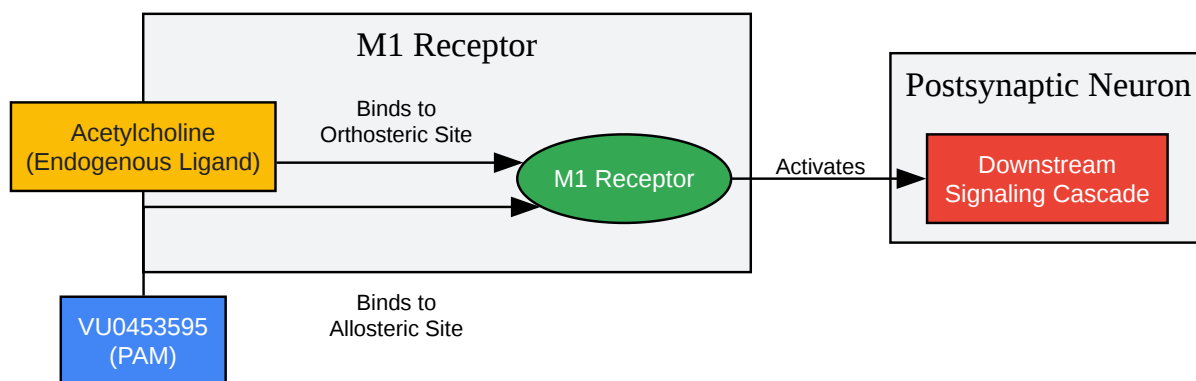 M1 Receptor
Postsynaptic Neuron
Binds to
Orthosteric Site
Acetylcholine
(Endogenous Ligand)
M1 Receptor
Activates
Downstream
Signaling Cascade
Binds to
Allosteric Site
VU0453595
(PAM)